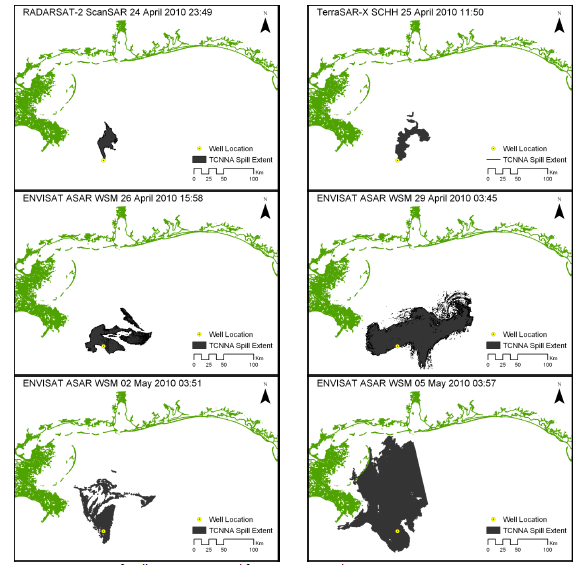 RADARSAT-2 ScanSAR 24 April 2010 23:49
N
Well Location
TCNNA Spill Extent
Km
0 25 50 100
TerraSAR-X SCHH 25 April 2010 11:50
N
Well Location
TCNNA Spill Extent
Km
0 25 50 100
ENVISAT ASAR WSM 26 April 2010 15:58
N
Well Location
TCNNA Spill Extent
Km
0 25 50 100
ENVISAT ASAR WSM 29 April 2010 03:45
N
Well Location
TCNNA Spill Extent
Km
0 25 50 100
ENVISAT ASAR WSM 02 May 2010 03:51
N
Well Location
TCNNA Spill Extent
Km
0 25 50 100
ENVISAT ASAR WSM 05 May 2010 03:57
N
Well Location
TCNNA Spill Extent
Km
0 25 50 100